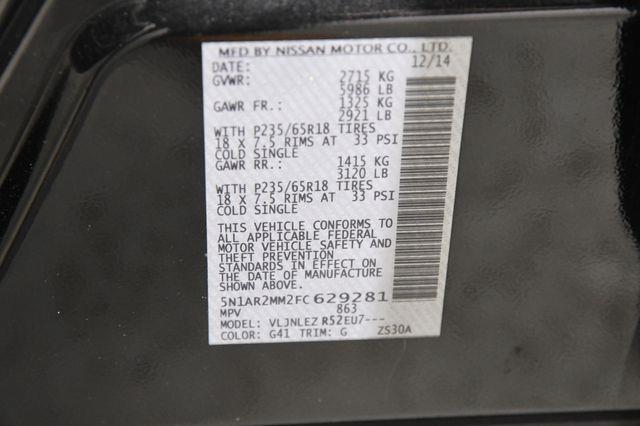 MFD BY NISSAN MOTOR CO., LTD.
DATE: 12/14
GVWR: 2715 KG
5986 LB
GAWR FR.: 1325 KG
2921 LB
WITH P235/65R18 TIRES
18 X 7.5 RIMS AT 33 PSI
COLD SINGLE
GAWR RR.: 1415 KG
3120 LB
WITH P235/65R18 TIRES
18 X 7.5 RIMS AT 33 PSI
COLD SINGLE
THIS VEHICLE CONFORMS TO
ALL APPLICABLE FEDERAL
MOTOR VEHICLE SAFETY AND
THEFT PREVENTION
STANDARDS IN EFFECT ON
THE DATE OF MANUFACTURE
SHOWN ABOVE.
5N1AR2MM2FC629281
MPV 863
MODEL: VLJNLEZ R52EU7---
COLOR: G41 TRIM: G ZS30A